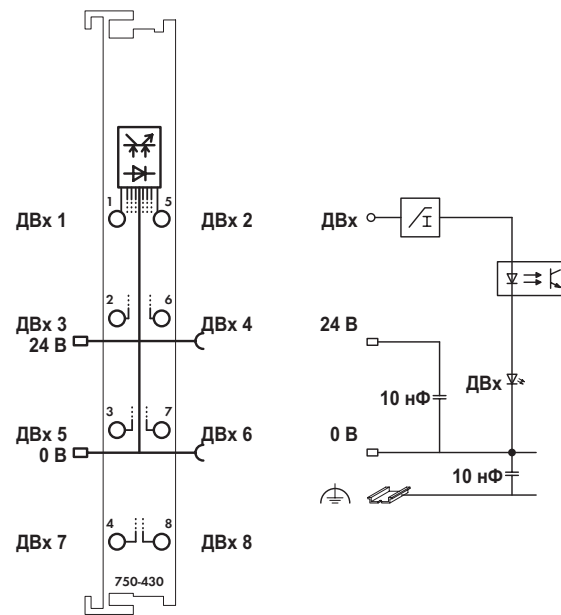 1
5
ДВх 1
ДВх 2
2
6
ДВх 3
24 В
ДВх 4
3
7
ДВх 5
0 В
ДВх 6
4
8
ДВх 7
ДВх 8
750-430
ДВх
I
24 В
ДВх
10 нФ
0 В
10 нФ